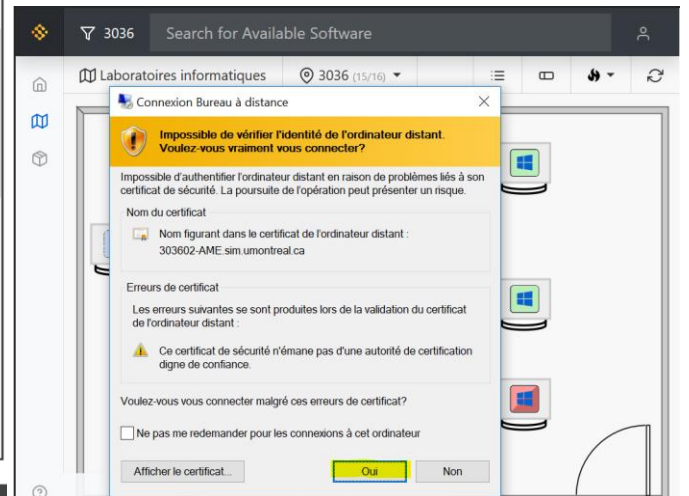 3036 Search for Available Software
Laboratoires informatiques 3036 (15/16)
Connexion Bureau à distance
Impossible de vérifier l'identité de l'ordinateur distant.
Voulez-vous vraiment vous connecter?
Impossible d'authentifier l'ordinateur distant en raison de problèmes liés à son
certificat de sécurité. La poursuite de l'opération peut présenter un risque.
Nom du certificat
Nom figurant dans le certificat de l'ordinateur distant :
303602-AME.sim.umontreal.ca
Erreurs de certificat
Les erreurs suivantes se sont produites lors de la validation du certificat
de l'ordinateur distant :
Ce certificat de sécurité n'émane pas d'une autorité de certification
digne de confiance.
Voulez-vous vous connecter malgré ces erreurs de certificat?
Ne pas me redemander pour les connexions à cet ordinateur
Afficher le certificat... Oui Non